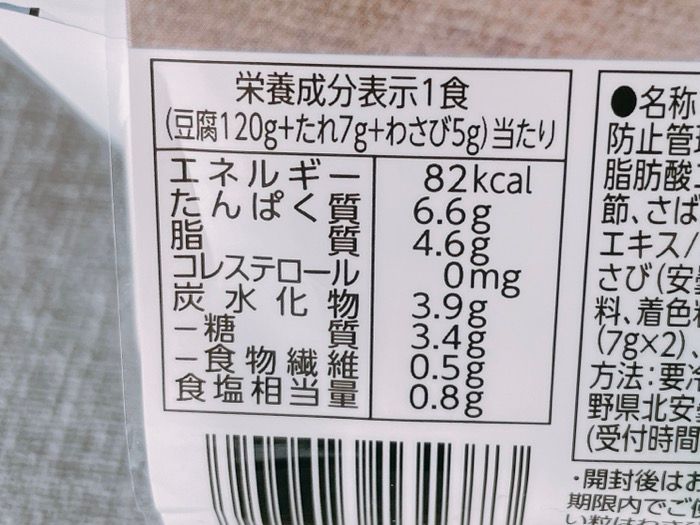 栄養成分表示1食
(豆腐120g+たれ7g+わさび5g)当たり
エネルギー 82kcal
たんぱく質 6.6g
脂質 4.6g
コレステロール 0mg
炭水化物 3.9g
−糖質 3.4g
−食物繊維 0.5g
食塩相当量 0.8g
●名称
防止管
脂肪酸
節、さば
エキス/
さび(安
料、着色料
(7g×2)、
方法:要冷
野県北安
(受付時間
・開封後はお
期限内でご